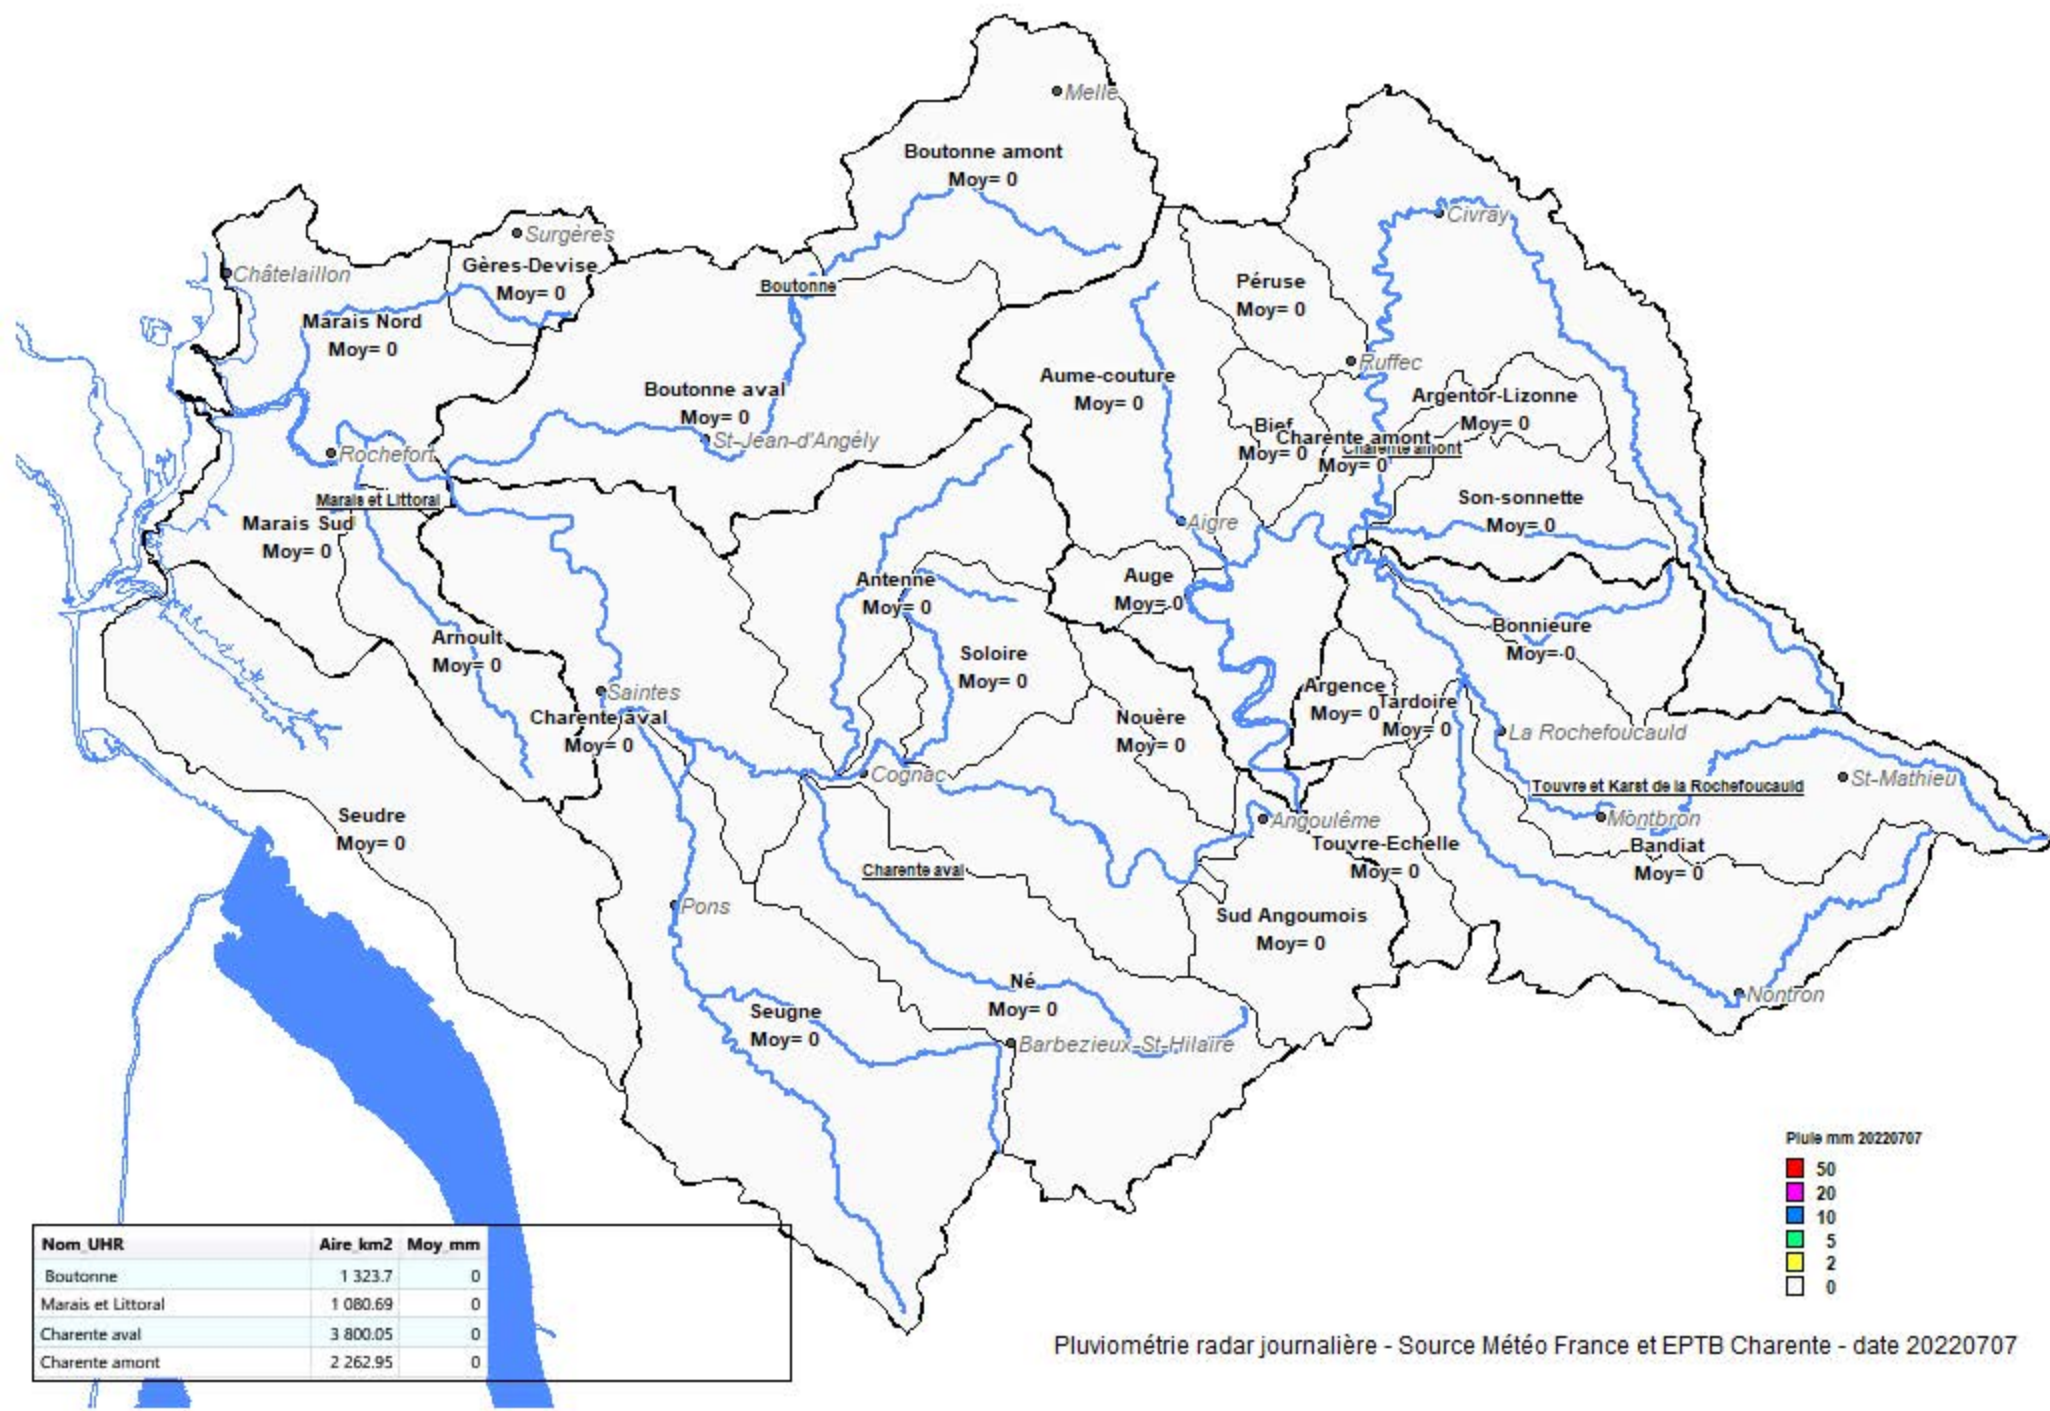 Melle
Boutonne amont
Moy= 0
Civray
Surgères
Châtelaillon
Gères-Devise
Moy= 0
Boutonne
Péruse
Moy= 0
Marais Nord
Moy= 0
Ruffec
Aume-couture
Moy= 0
Boutonne aval
Moy= 0
Argentor-Lizonne
Moy= 0
St-Jean-d'Angély
Bief
Moy= 0
Charente amont
Charente amont
Moy= 0
Rochefort
Marais et Littoral
Marais Sud
Moy= 0
Son-sonnette
Moy= 0
Aigre
Antenne
Moy= 0
Auge
Moy= 0
Bonnieure
Moy= 0
Arnoult
Moy= 0
Soloire
Moy= 0
Saintes
Charente aval
Moy= 0
Argence
Moy= 0
Tardoire
Moy= 0
Nouère
Moy= 0
La Rochefoucauld
Cognac
St-Mathieu
Touvre et Karst de la Rochefoucauld
Seudre
Moy= 0
Angoulême
Montbron
Touvre-Echelle
Moy= 0
Bandiat
Moy= 0
Charente aval
Pons
Sud Angoumois
Moy= 0
Né
Moy= 0
Nontron
Seugne
Moy= 0
Barbezieux-St-Hilaire
Pluie mm 20220707
50
20
10
5
2
0
Nom_UHR Aire_km2 Moy_mm
Boutonne 1 323.7 0
Marais et Littoral 1 080.69 0
Charente aval 3 800.05 0
Charente amont 2 262.95 0
Pluviométrie radar journalière - Source Météo France et EPTB Charente - date 20220707